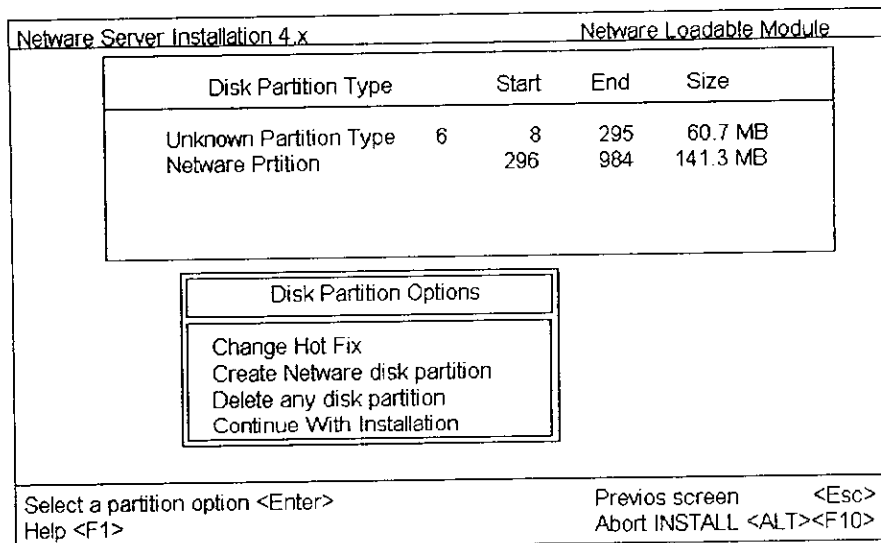 Netware Server Installation 4.x Netware Loadable Module
Disk Partition Type Start End Size
Unknown Partition Type 6 8 295 60.7 MB
Netware Prtition 296 984 141.3 MB
Disk Partition Options
Change Hot Fix
Create Netware disk partition
Delete any disk partition
Continue With Installation
Select a partition option <Enter> Previos screen <Esc>
Help <F1> Abort INSTALL <ALT><F10>